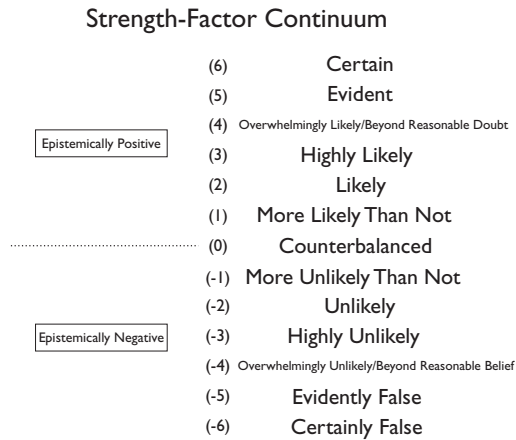 Strength-Factor Continuum
(6) Certain
(5) Evident
(4) Overwhelmingly Likely/Beyond Reasonable Doubt
Epistemically Positive
(3) Highly Likely
(2) Likely
(1) More Likely Than Not
(0) Counterbalanced
(-1) More Unlikely Than Not
(-2) Unlikely
Epistemically Negative
(-3) Highly Unlikely
(-4) Overwhelmingly Unlikely/Beyond Reasonable Belief
(-5) Evidently False
(-6) Certainly False